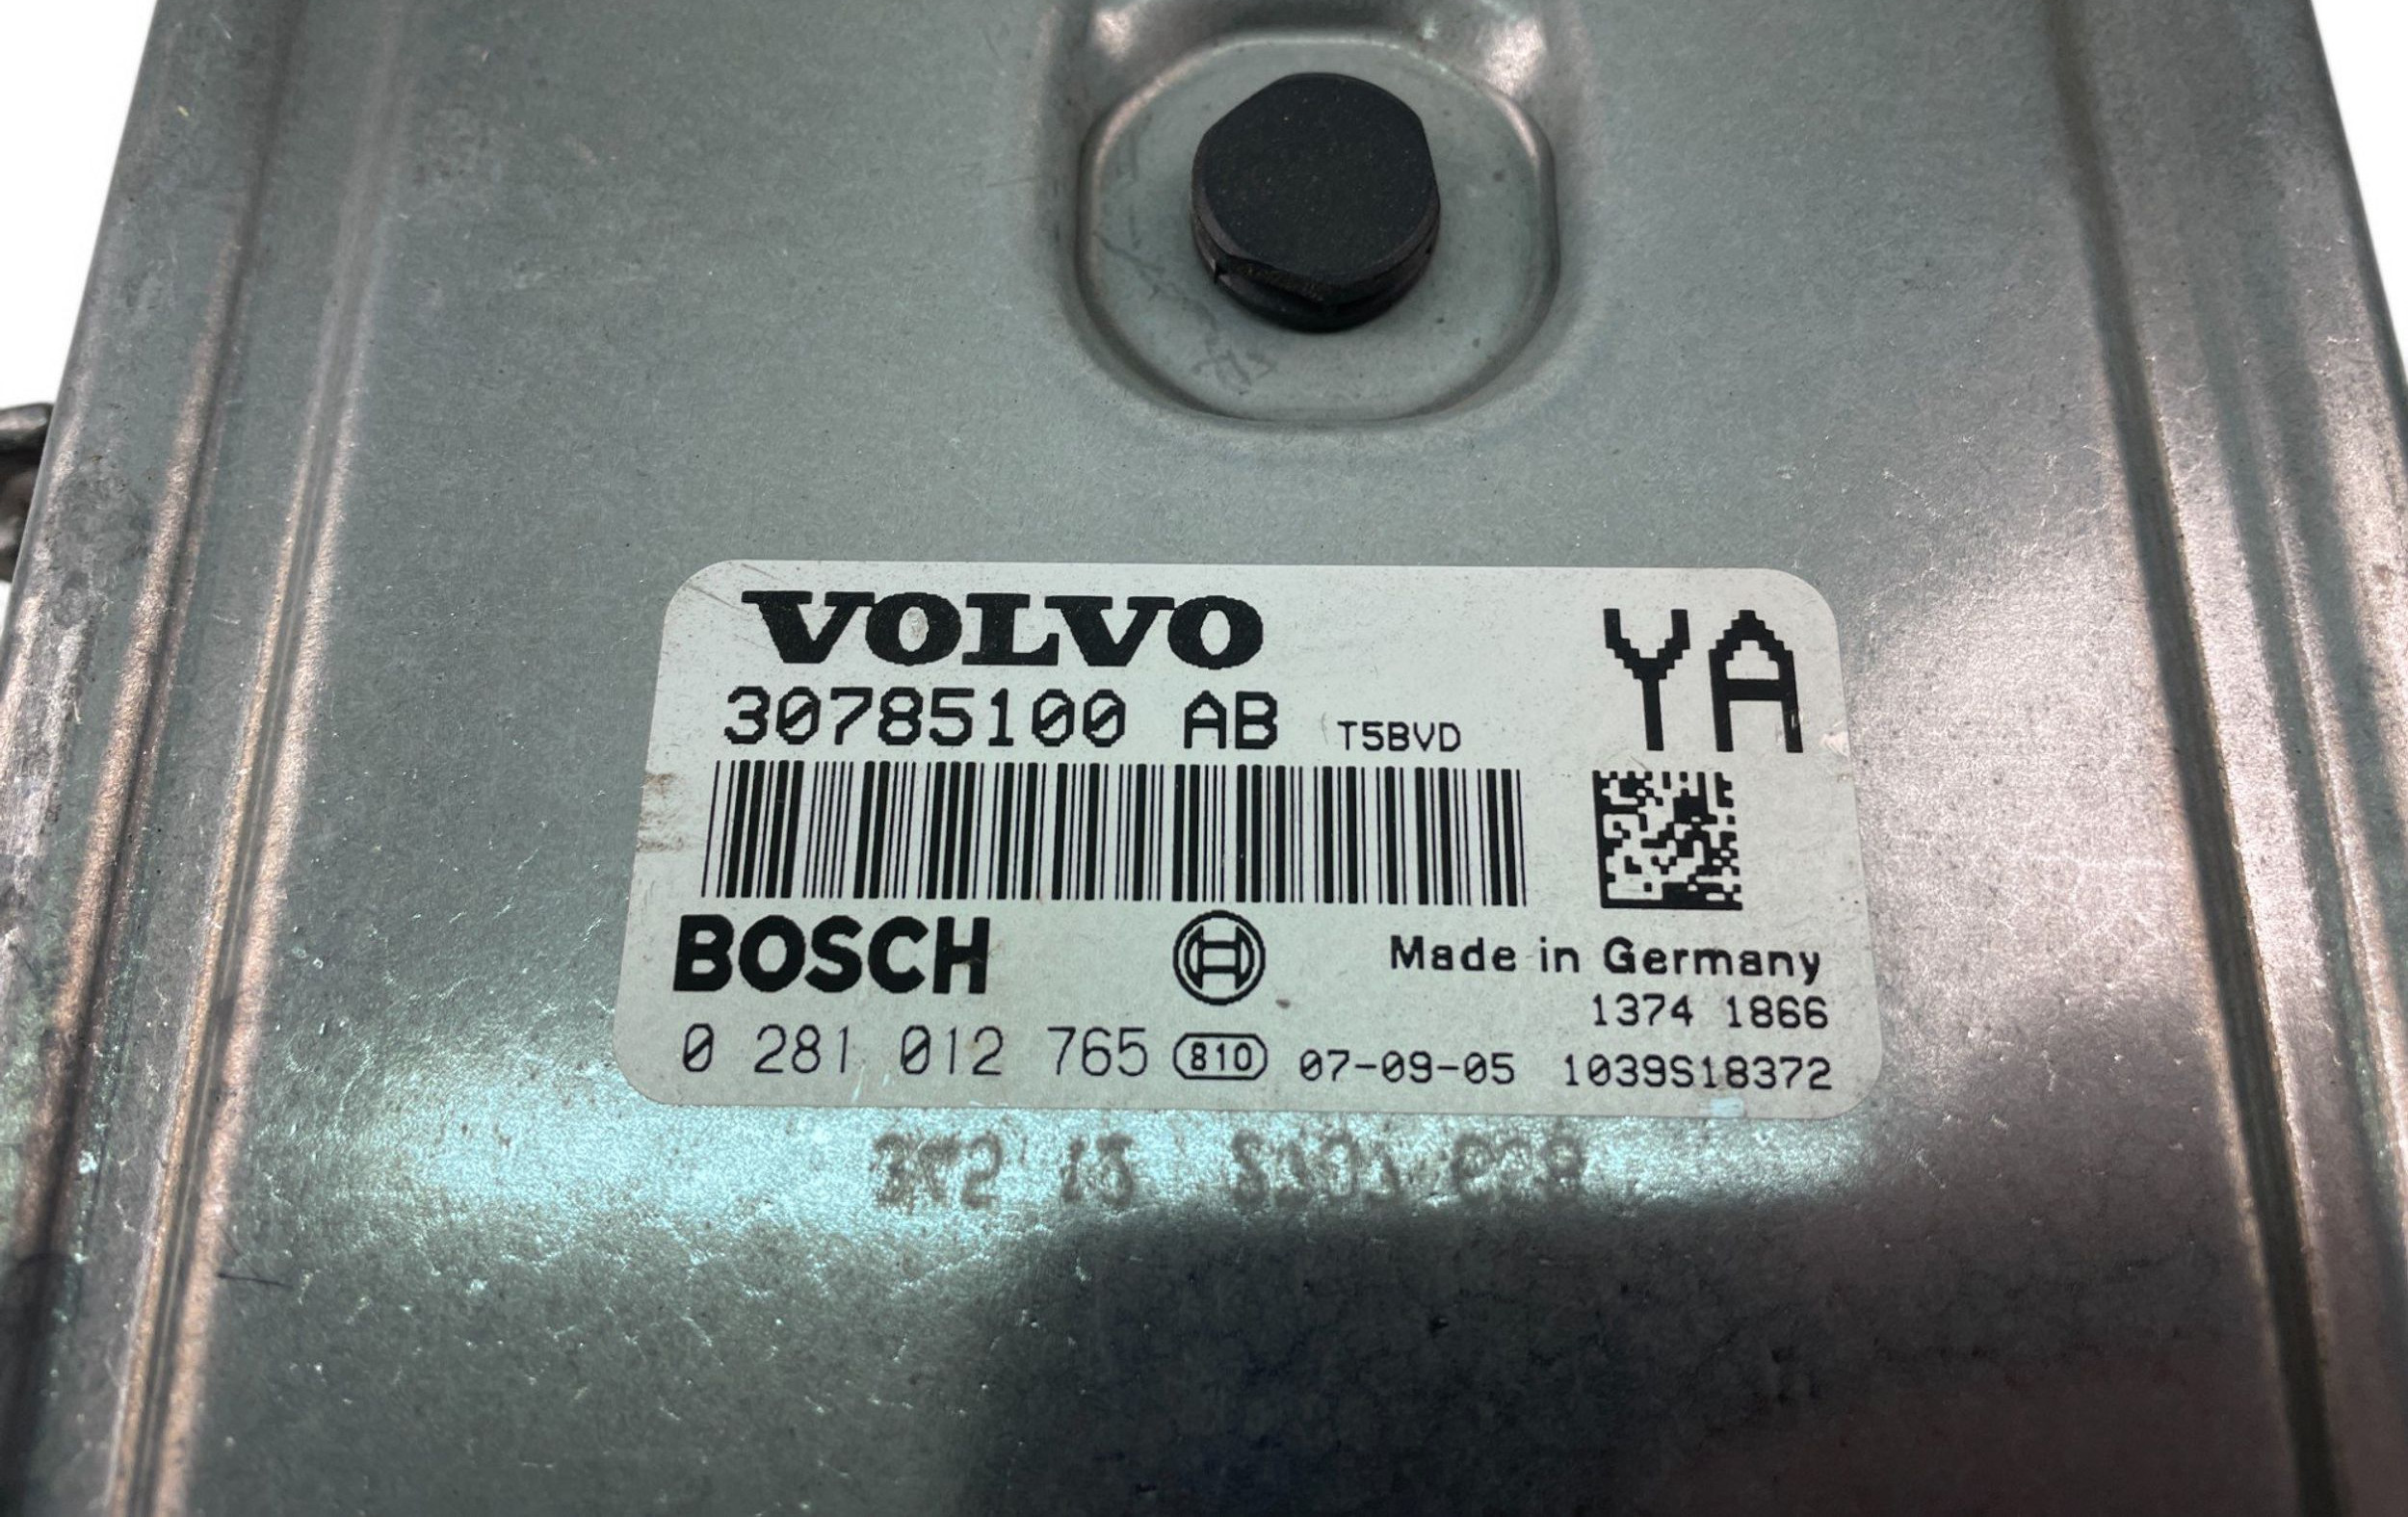 VOLVO
YA
30785100 AB T5BVD
BOSCH
Made in Germany
1374 1866
0 281 012 765 810 07-09-05 1039S18372